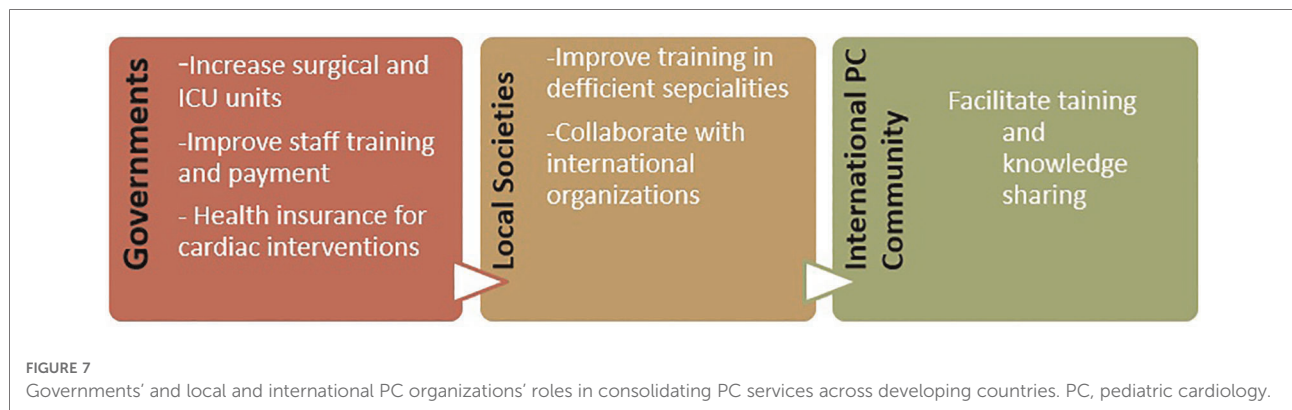 Governments
-Increase surgical and
ICU units
-Improve staff training
and payment
- Health insurance for
cardiac interventions
Local Societies
-Improve training in
defficient sepcialities
-Collaborate with
international
organizations
International PC
Community
Facilitate taining
and
knowledge
sharing
FIGURE 7
Governments’ and local and international PC organizations’ roles in consolidating PC services across developing countries. PC, pediatric cardiology.